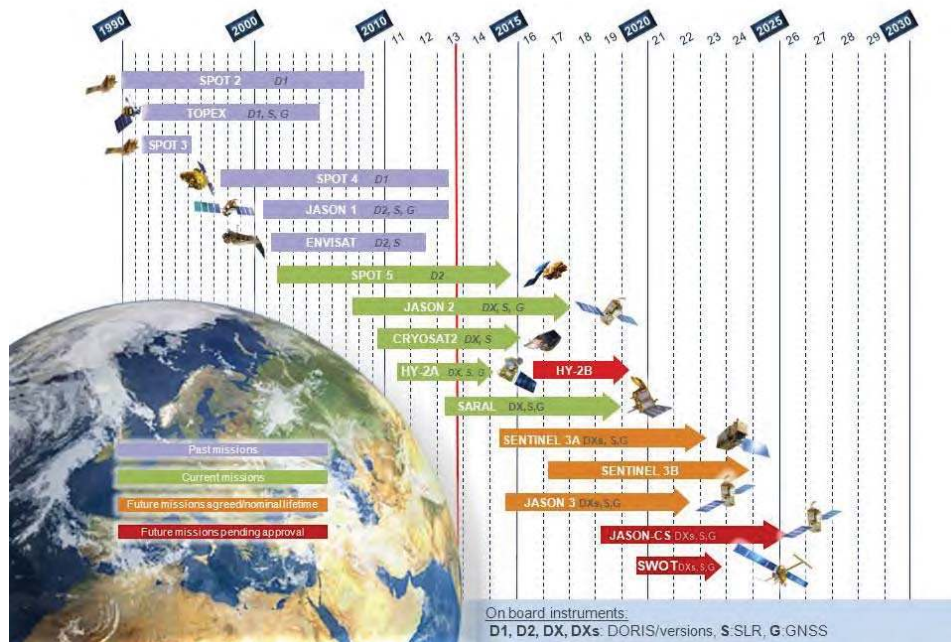 1990 2000 2010 11 12 13 14 2015 16 17 18 19 2020 21 22 23 24 2025 26 27 28 29 2030
SPOT 2 D1
TOPEX D1, S, G
SPOT 3
SPOT 4 D1
JASON 1 D2, S, G
ENVISAT D2, S
SPOT 5 D2
JASON 2 DX, S, G
CRYOSAT2 DX, S
HY-2A DX, S, G HY-2B
SARAL DX,S,G
SENTINEL 3A DXs, S,G
SENTINEL 3B
JASON 3 DXs,S,G
JASON-CS DXs,S,G
SWOT DXs, S,G
Past missions
Current missions
Future missions agreed/nominal lifetime
Future missions pending approval
On board instruments:
D1, D2, DX, DXs: DORIS/versions, S:SLR, G:GNSS